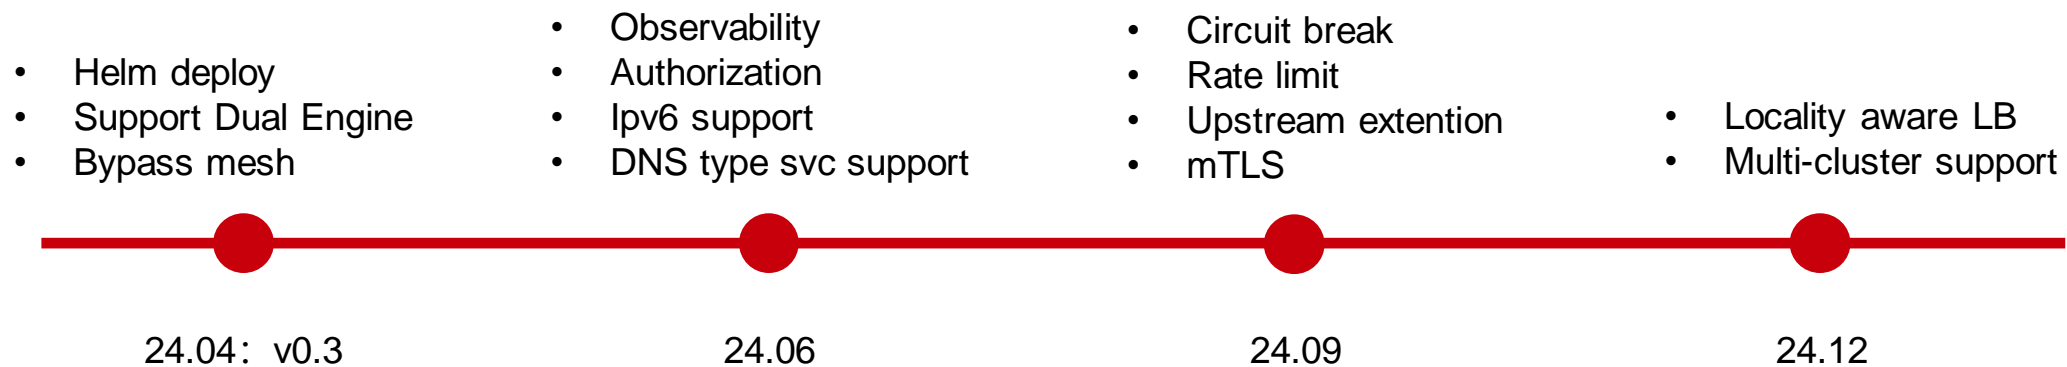 • Helm deploy
• Support Dual Engine
• Bypass mesh
• Observability
• Authorization
• Ipv6 support
• DNS type svc support
• Circuit break
• Rate limit
• Upstream extention
• mTLS
• Locality aware LB
• Multi-cluster support
24.04：v0.3
24.06
24.09
24.12